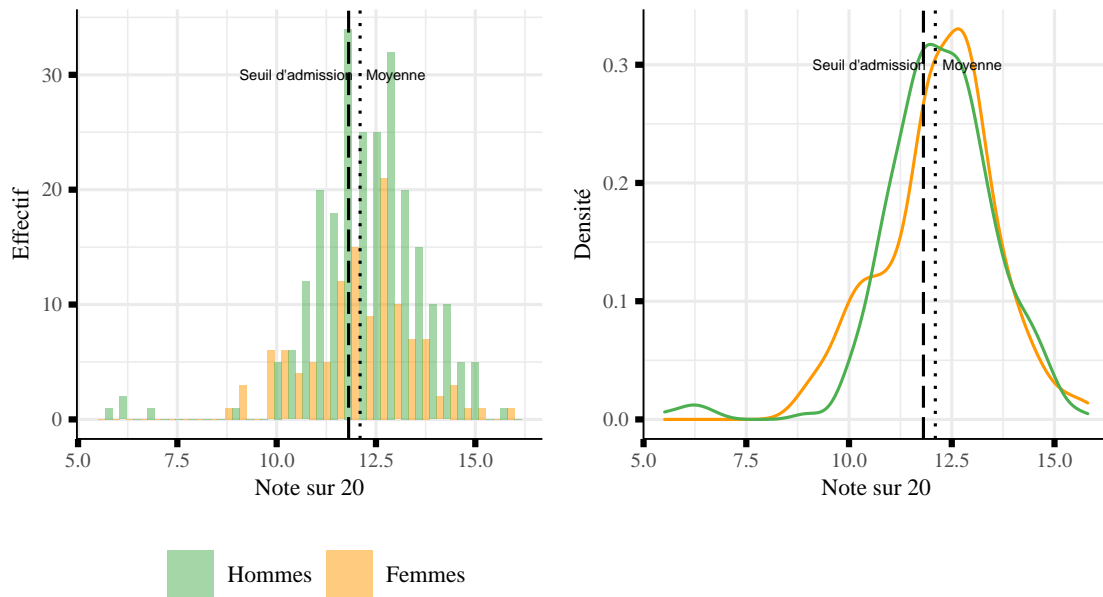 Effectif
30
20
10
0
Seuil d'admission
Moyenne
5.0 7.5 10.0 12.5 15.0
Note sur 20
Densité
0.3
0.2
0.1
0.0
Seuil d'admission
Moyenne
5.0 7.5 10.0 12.5 15.0
Note sur 20
Hommes Femmes